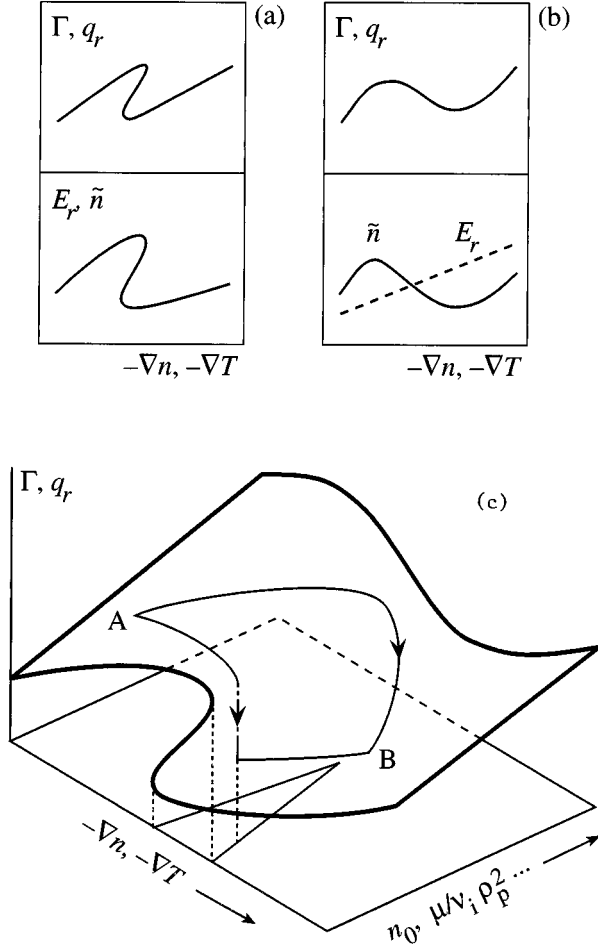 (a)
Γ, q_r
E_r, ñ
–∇n, –∇T
(b)
Γ, q_r
ñ
E_r
–∇n, –∇T
(c)
Γ, q_r
A
B
–∇n, –∇T
n_0, μ/ν_i ρ_p^2 ...